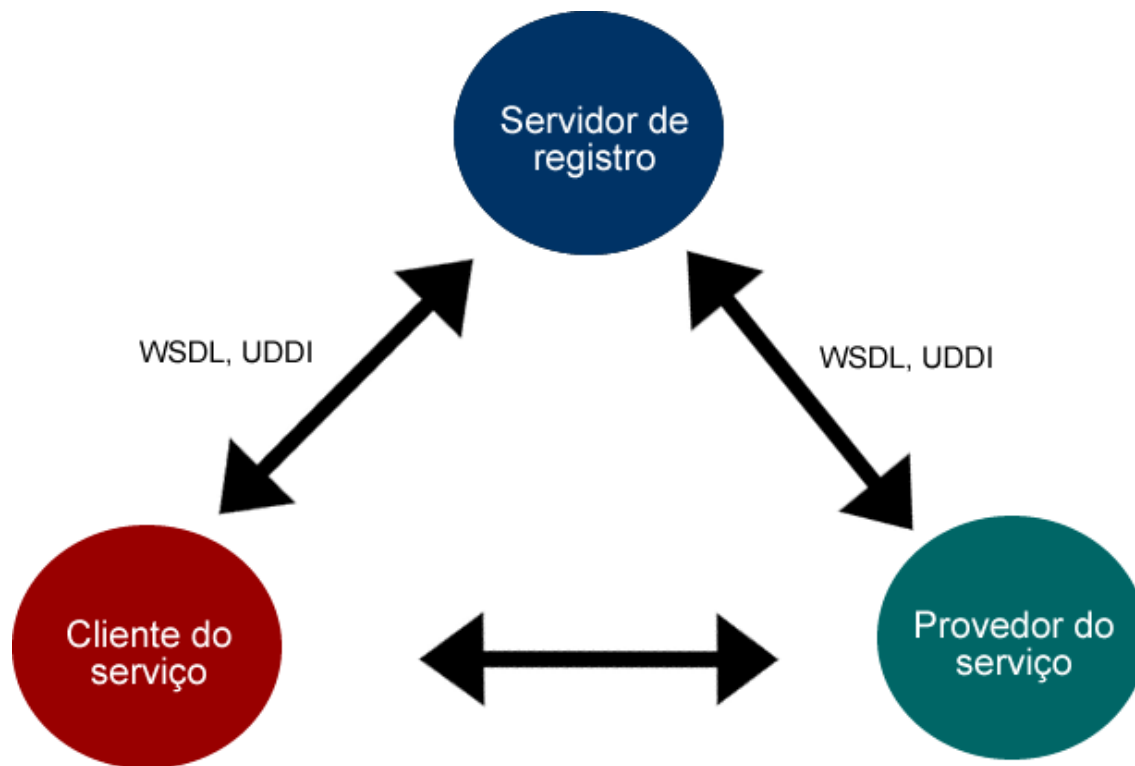 Servidor de
registro
WSDL, UDDI
WSDL, UDDI
Cliente do
serviço
Provedor do
serviço